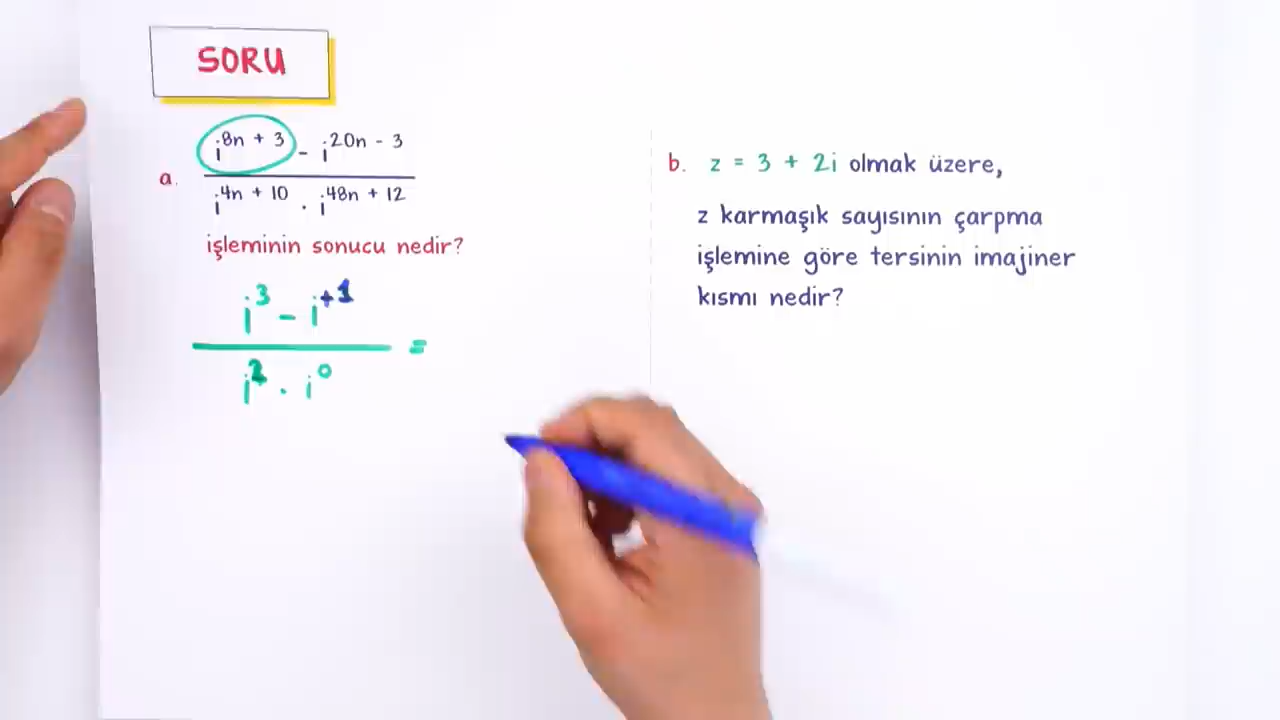 SORU
a. i^8n + 3 - i^20n - 3
i^4n + 10 . i^48n + 12
işleminin sonucu nedir?
i^3 - i^+1 =
i^2 . i^0
b. z = 3 + 2i olmak üzere,
z karmaşık sayısının çarpma
işlemine göre tersinin imajiner
kısmı nedir?